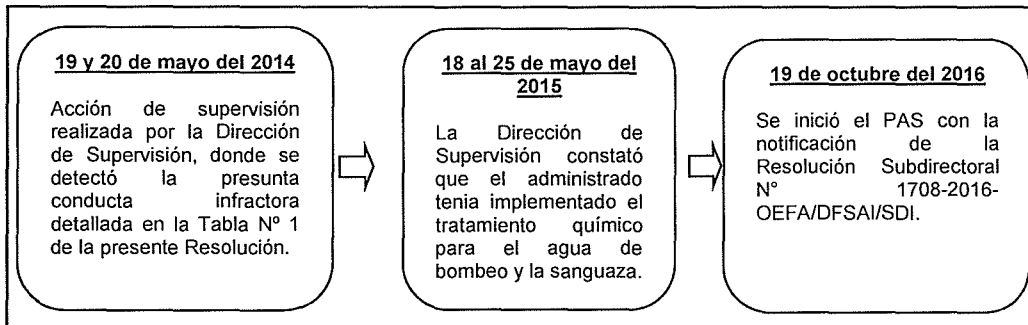 19 y 20 de mayo del 2014
Acción de supervisión
realizada por la Dirección
de Supervisión, donde se
detectó la presunta
conducta infractora
detallada en la Tabla Nº 1
de la presente Resolución.
18 al 25 de mayo del
2015
La Dirección de
Supervisión constató
que el administrado
tenia implementado el
tratamiento químico
para el agua de
bombeo y la sanguaza.
19 de octubre del 2016
Se inició el PAS con la
notificación de la
Resolución Subdirectoral
N° 1708-2016-
OEFA/DFSAI/SDI.